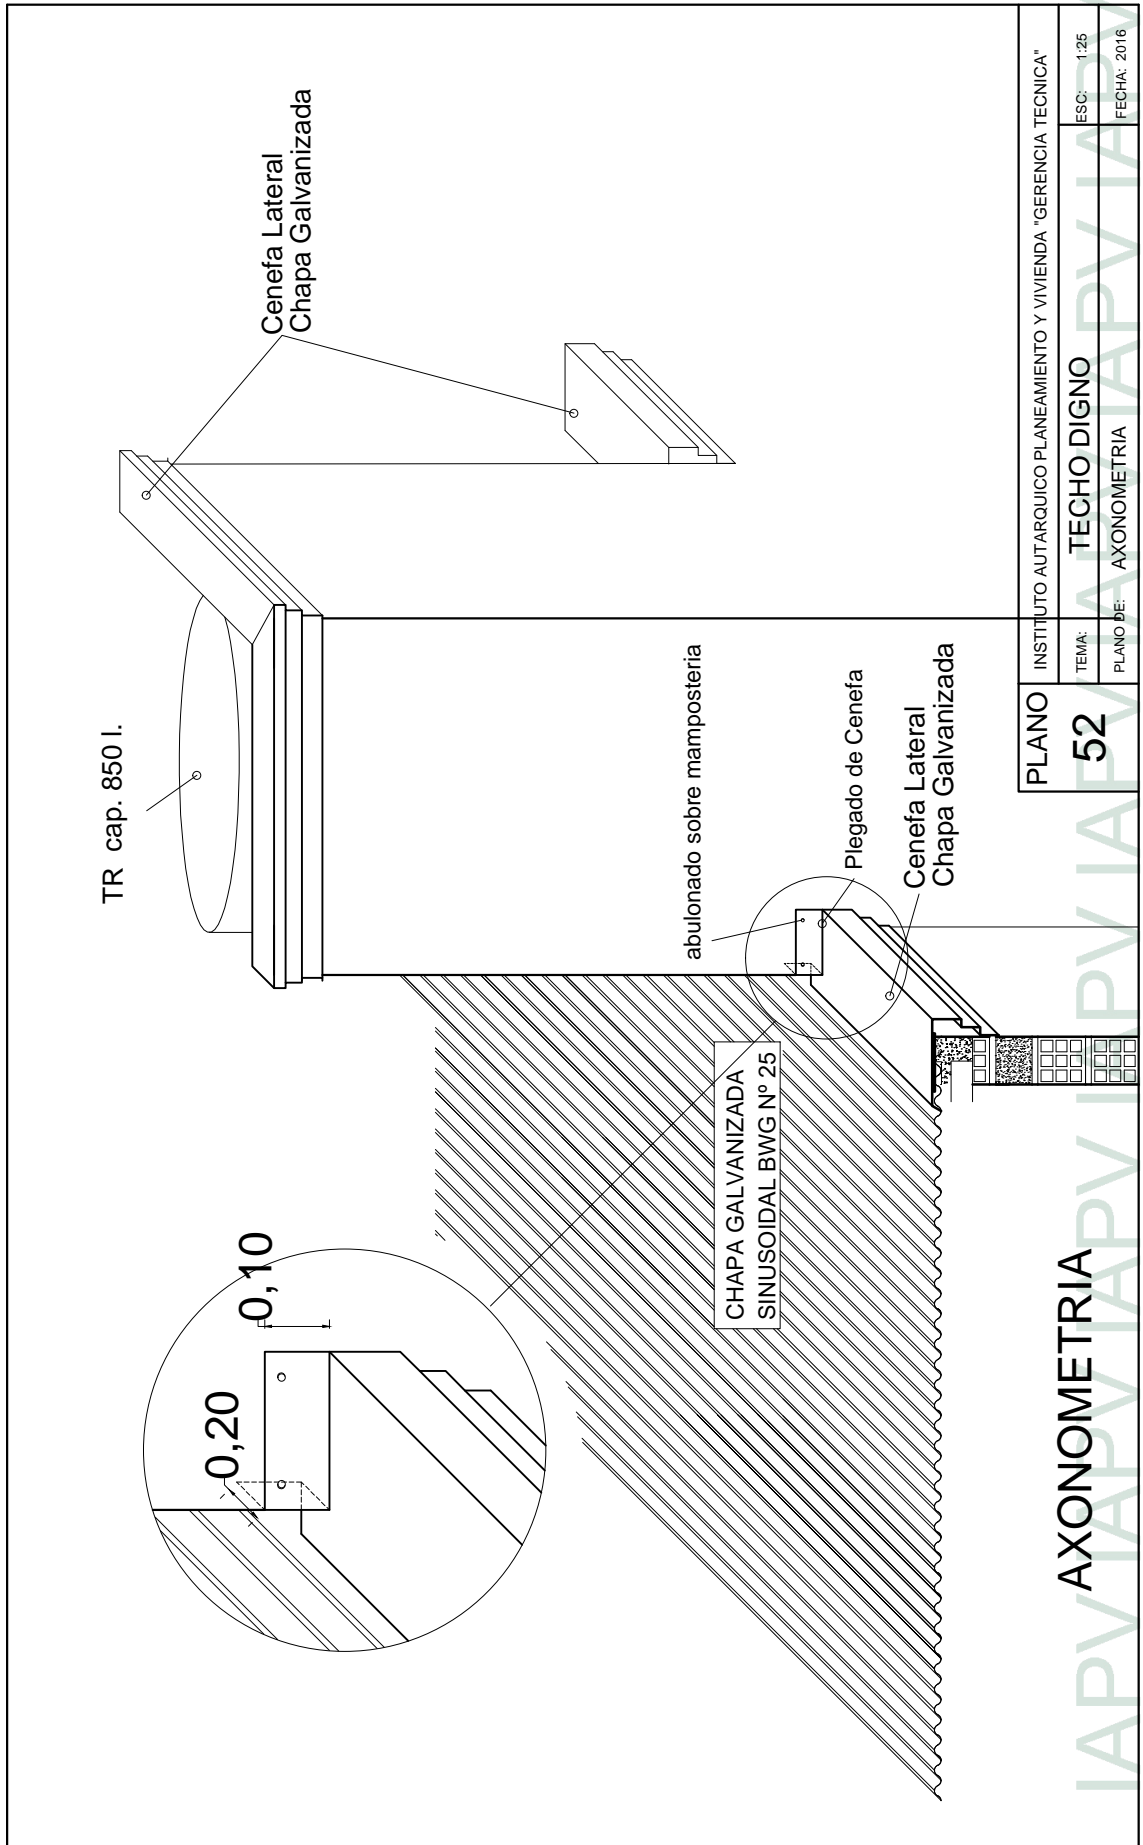 TR cap. 850 l.
Cenefa Lateral
Chapa Galvanizada
0,20
0,10
abulonado sobre mamposteria
Plegado de Cenefa
Cenefa Lateral
Chapa Galvanizada
CHAPA GALVANIZADA
SINUSOIDAL BWG Nº 25
AXONOMETRIA
PLANO
52
INSTITUTO AUTARQUICO PLANEAMIENTO Y VIVIENDA "GERENCIA TECNICA"
TEMA: TECHO DIGNO
ESC: 1:25
PLANO DE: AXONOMETRIA
FECHA: 2016
IAPV IAPV IAPV IAPV IAPV IAPV IAPV